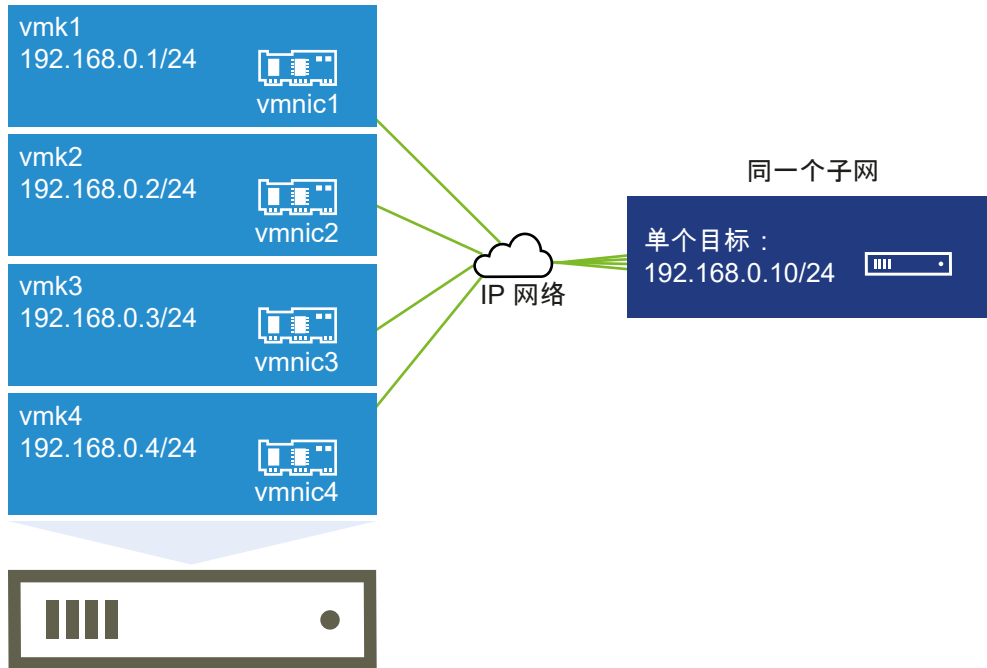 vmk1
192.168.0.1/24
vmnic1
vmk2
192.168.0.2/24
vmnic2
vmk3
192.168.0.3/24
vmnic3
vmk4
192.168.0.4/24
vmnic4
IP 网络
同一个子网
单个目标：
192.168.0.10/24